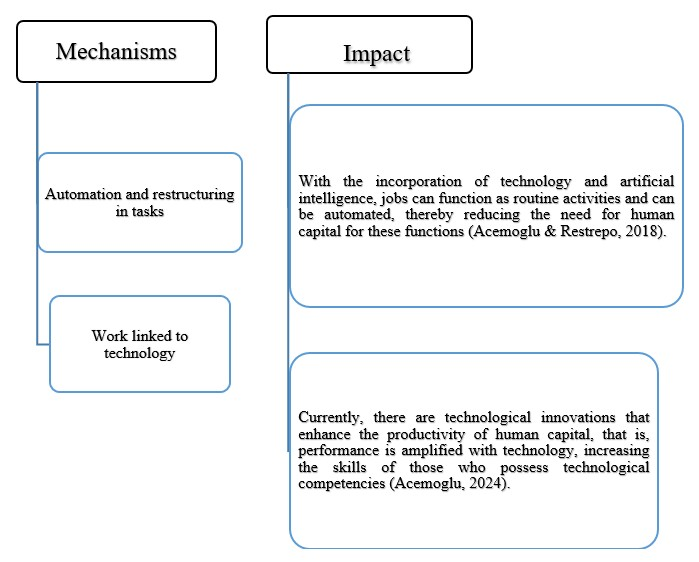 Mechanisms
Impact
Automation and restructuring
in tasks
With the incorporation of technology and artificial
intelligence, jobs can function as routine activities and can
be automated, thereby reducing the need for human
capital for these functions (Acemoglu & Restrepo, 2018).
Work linked to
technology
Currently, there are technological innovations that
enhance the productivity of human capital, that is,
performance is amplified with technology, increasing
the skills of those who possess technological
competencies (Acemoglu, 2024).